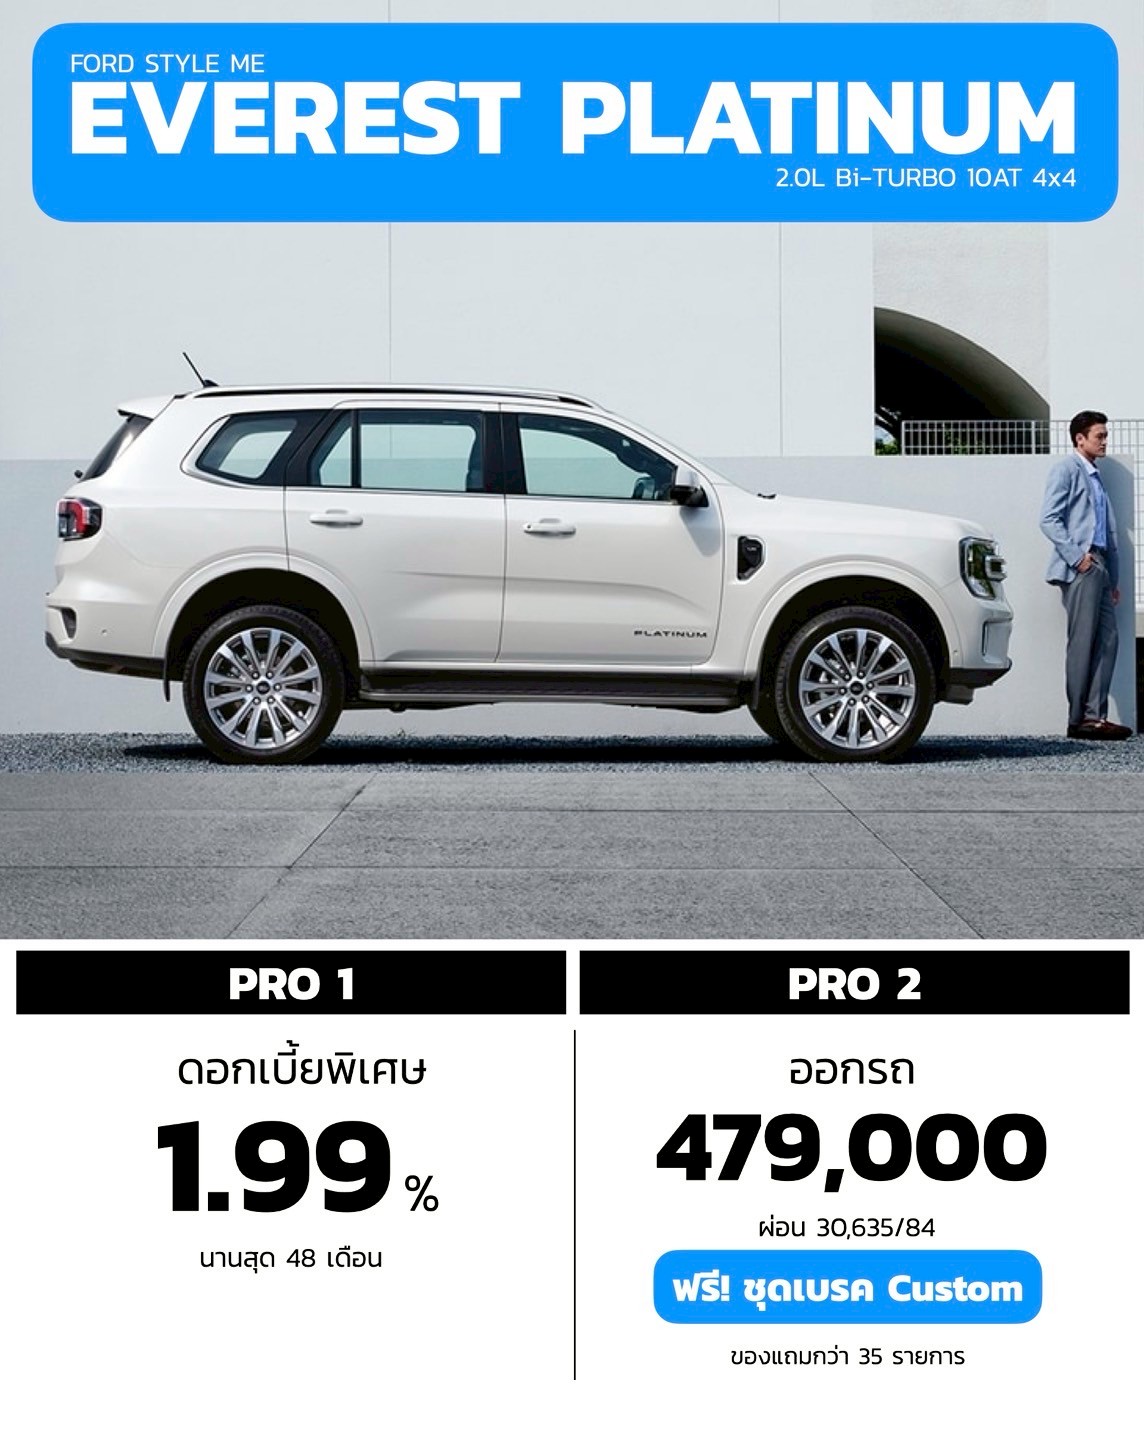 FORD STYLE ME
EVEREST PLATINUM
2.0L Bi-TURBO 10AT 4x4
PLATINUM
PRO 1
ดอกเบี้ยพิเศษ
1.99 %
นานสุด 48 เดือน
PRO 2
ออกรถ
479,000
ผ่อน 30,635/84
ฟรี! ชุดเบรค Custom
ของแถมกว่า 35 รายการ